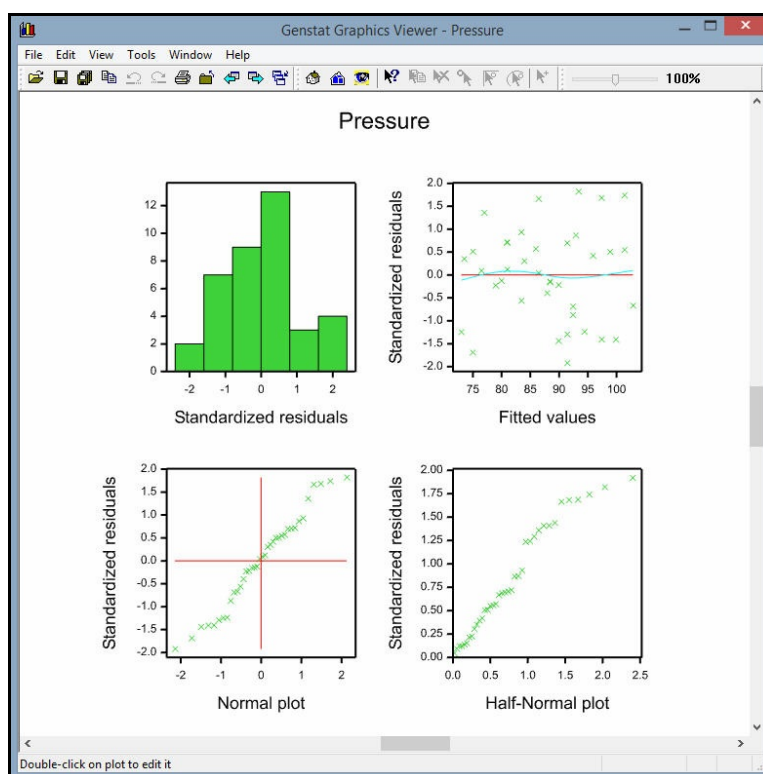 Genstat Graphics Viewer - Pressure
File Edit View Tools Window Help
100%
Pressure
12
10
8
6
4
2
0
-2 -1 0 1 2
Standardized residuals
Standardized residuals
2.0
1.5
1.0
0.5
0.0
-0.5
-1.0
-1.5
-2.0
75 80 85 90 95 100
Fitted values
Standardized residuals
2.0
1.5
1.0
0.5
0.0
-0.5
-1.0
-1.5
-2.0
-2 -1 0 1 2
Normal plot
Standardized residuals
2.00
1.75
1.50
1.25
1.00
0.75
0.50
0.25
0.00
0.0 0.5 1.0 1.5 2.0 2.5
Half-Normal plot
Double-click on plot to edit it